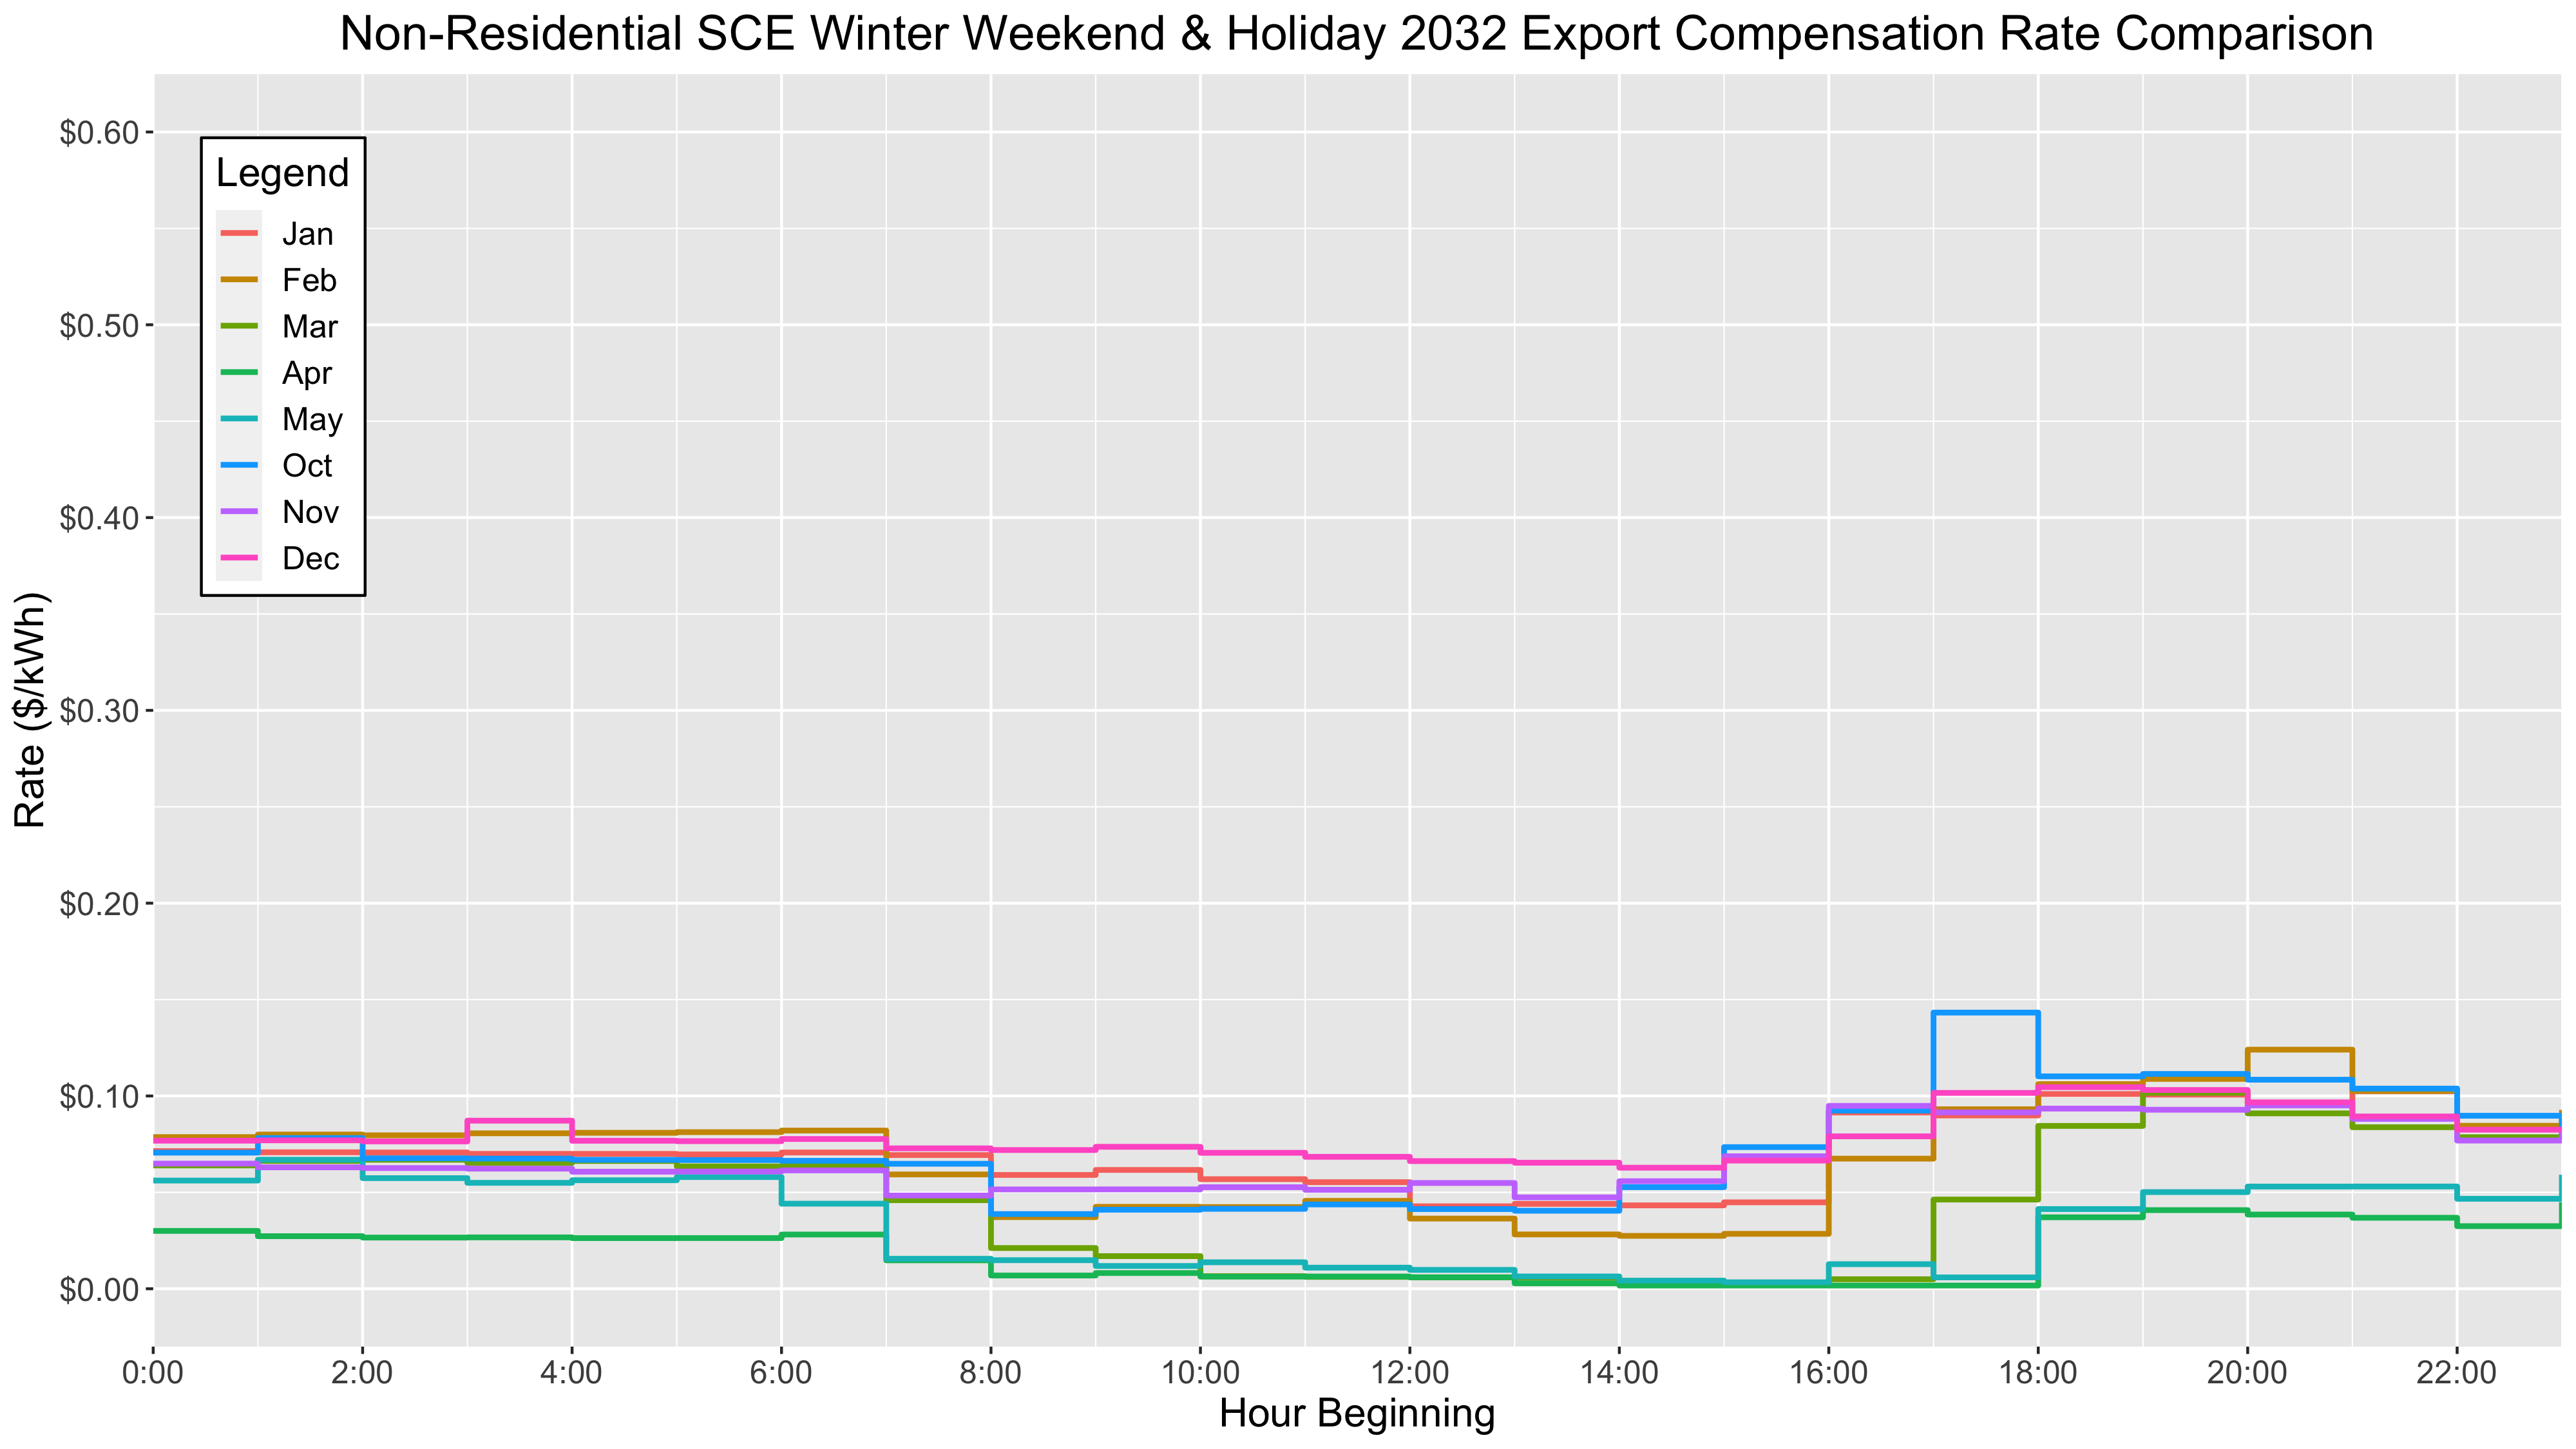 Non-Residential SCE Winter Weekend & Holiday 2032 Export Compensation Rate Comparison
$0.60
$0.50
$0.40
$0.30
$0.20
$0.10
$0.00
Rate ($/kWh)
Legend
Jan
Feb
Mar
Apr
May
Oct
Nov
Dec
0:00 2:00 4:00 6:00 8:00 10:00 12:00 14:00 16:00 18:00 20:00 22:00
Hour Beginning